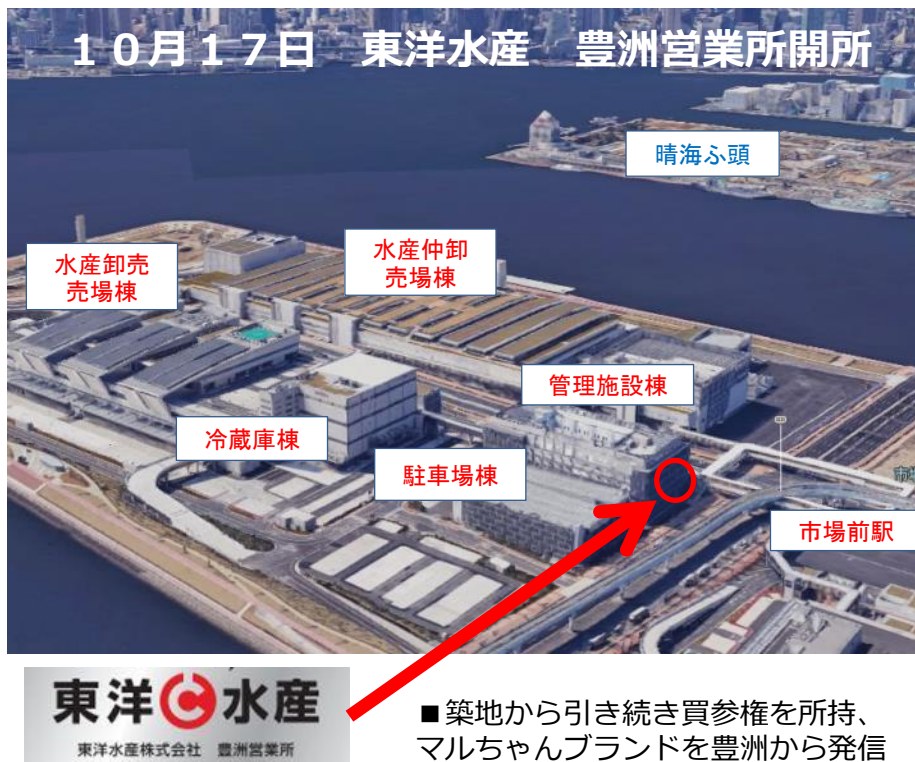 １０月１７日　東洋水産　豊洲営業所開所
晴海ふ頭
水産卸売
売場棟
水産仲卸
売場棟
管理施設棟
冷蔵庫棟
駐車場棟
市場前駅
東洋水産
東洋水産株式会社　豊洲営業所
■築地から引き続き買参権を所持、
マルちゃんブランドを豊洲から発信